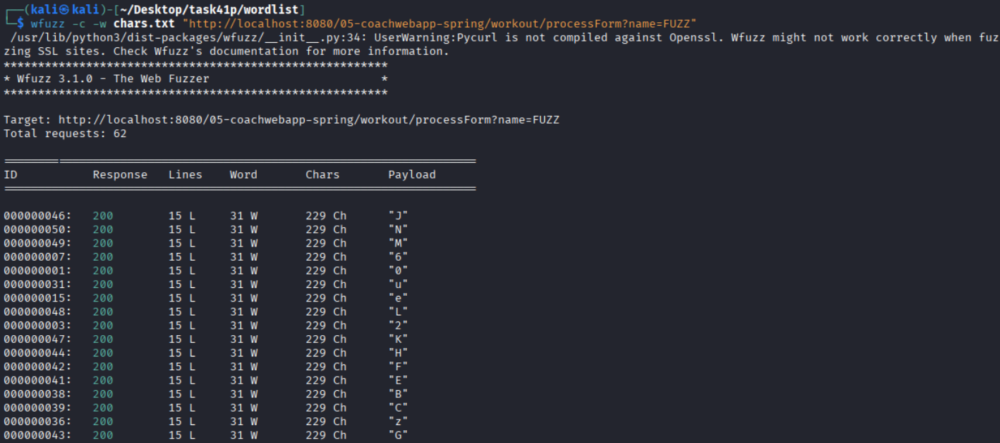 ┌──(kali㉿kali)-[~/Desktop/task41p/wordlist]
└─$ wfuzz -c -w chars.txt "http://localhost:8080/05-coachwebapp-spring/workout/processForm?name=FUZZ"
/usr/lib/python3/dist-packages/wfuzz/__init__.py:34: UserWarning:Pycurl is not compiled against Openssl. Wfuzz might not work correctly when fuz
zing SSL sites. Check Wfuzz's documentation for more information.
********************************************************
* Wfuzz 3.1.0 - The Web Fuzzer                         *
********************************************************
Target: http://localhost:8080/05-coachwebapp-spring/workout/processForm?name=FUZZ
Total requests: 62
=====================================================================
ID           Response   Lines    Word       Chars       Payload
=====================================================================
000000046:   200        15 L     31 W       229 Ch      "J"
000000050:   200        15 L     31 W       229 Ch      "N"
000000049:   200        15 L     31 W       229 Ch      "M"
000000007:   200        15 L     31 W       229 Ch      "6"
000000001:   200        15 L     31 W       229 Ch      "0"
000000031:   200        15 L     31 W       229 Ch      "u"
000000015:   200        15 L     31 W       229 Ch      "e"
000000048:   200        15 L     31 W       229 Ch      "L"
000000003:   200        15 L     31 W       229 Ch      "2"
000000047:   200        15 L     31 W       229 Ch      "K"
000000044:   200        15 L     31 W       229 Ch      "H"
000000042:   200        15 L     31 W       229 Ch      "F"
000000041:   200        15 L     31 W       229 Ch      "E"
000000038:   200        15 L     31 W       229 Ch      "B"
000000039:   200        15 L     31 W       229 Ch      "C"
000000036:   200        15 L     31 W       229 Ch      "z"
000000043:   200        15 L     31 W       229 Ch      "G"